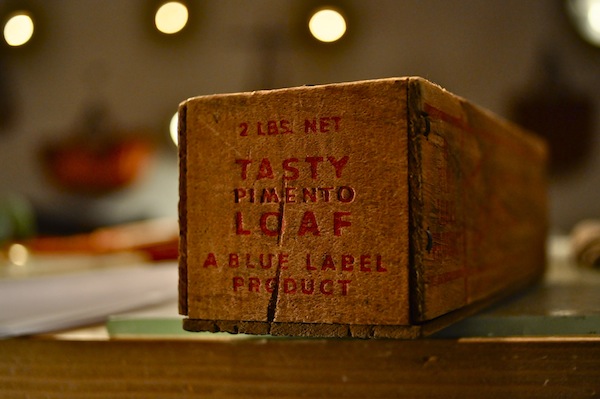 2 LBS. NET
TASTY
PIMENTO
LOAF
A BLUE LABEL
PRODUCT